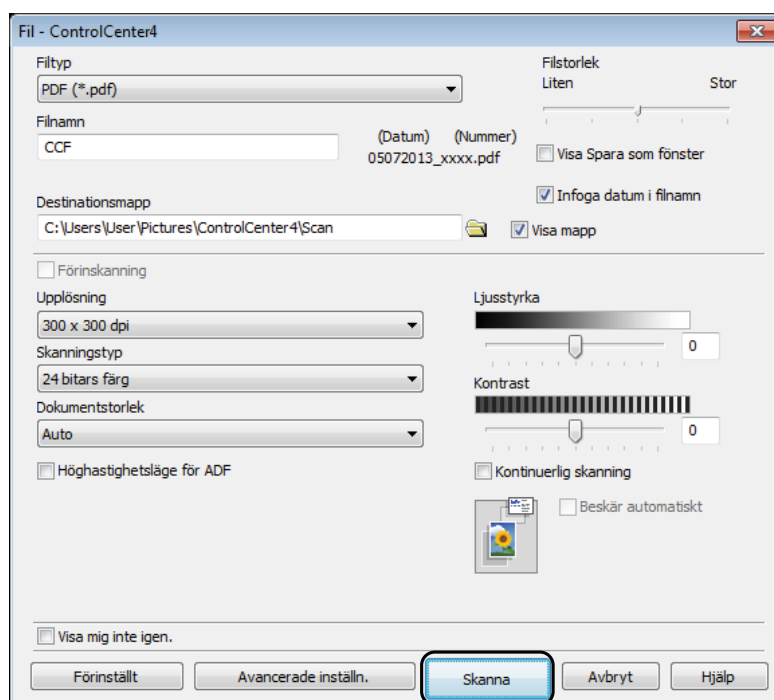 Fil - ControlCenter4
Filtyp
PDF (*.pdf)
Filstorlek
Liten Stor
Filnamn
CCF
(Datum) (Nummer)
05072013_xxxx.pdf
Visa Spara som fönster
Infoga datum i filnamn
Destinationsmapp
C:\Users\User\Pictures\ControlCenter4\Scan
Visa mapp
Förinskanning
Upplösning
300 x 300 dpi
Skanningstyp
24 bitars färg
Dokumentstorlek
Auto
Höghastighetsläge för ADF
Ljusstyrka
0
Kontrast
0
Kontinuerlig skanning
Beskär automatiskt
Visa mig inte igen.
Förinställt Avancerade inställn. Skanna Avbryt Hjälp